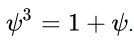 ψ³ = 1 + ψ.